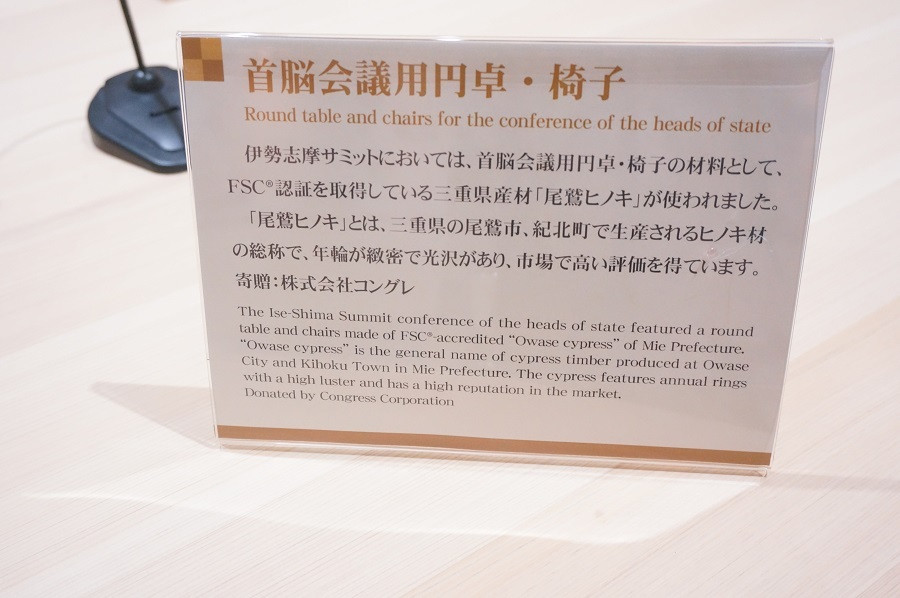 首脳会議用円卓・椅子
Round table and chairs for the conference of the heads of state
伊勢志摩サミットにおいては、首脳会議用円卓・椅子の材料として、
FSC®認証を取得している三重県産材「尾鷲ヒノキ」が使われました。
「尾鷲ヒノキ」とは、三重県の尾鷲市、紀北町で生産されるヒノキ材
の総称で、年輪が緻密で光沢があり、市場で高い評価を得ています。
寄贈：株式会社コングレ
The Ise-Shima Summit conference of the heads of state featured a round
table and chairs made of FSC®-accredited “Owase cypress” of Mie Prefecture.
“Owase cypress” is the general name of cypress timber produced at Owase
City and Kihoku Town in Mie Prefecture. The cypress features annual rings
with a high luster and has a high reputation in the market.
Donated by Congress Corporation